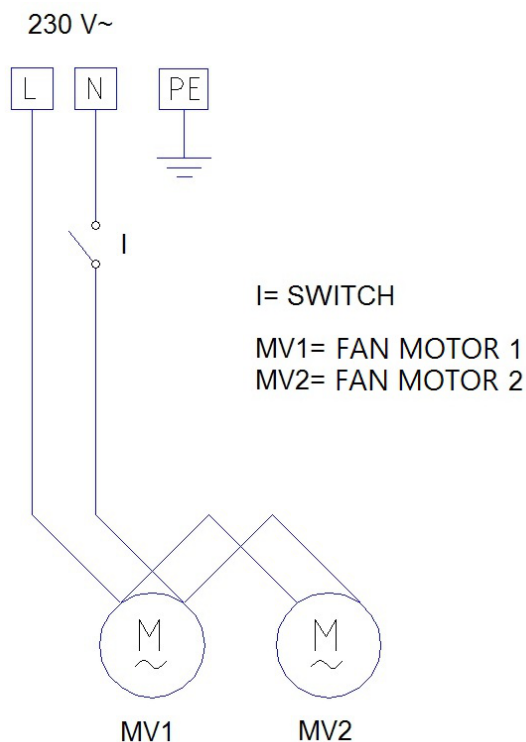 230 V~
L N PE
I
I= SWITCH
MV1= FAN MOTOR 1
MV2= FAN MOTOR 2
M M
~ ~
MV1 MV2